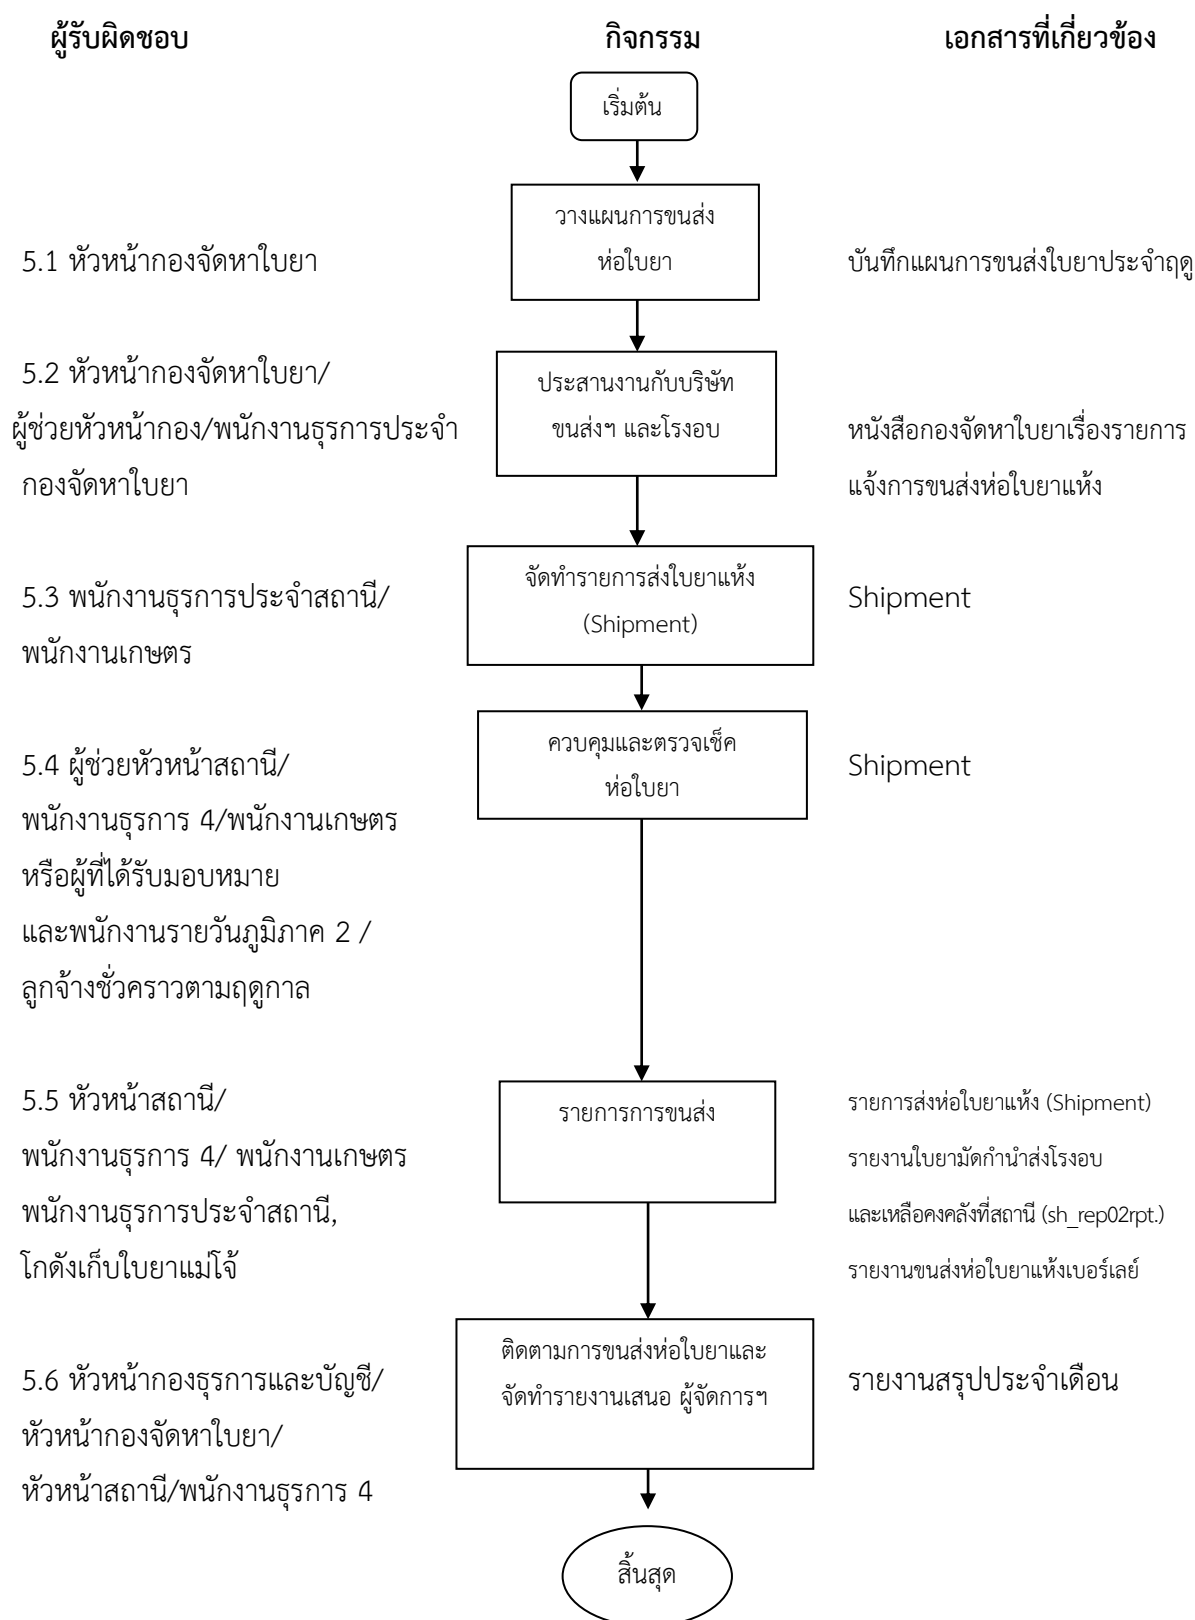 ผู้รับผิดชอบ กิจกรรม เอกสารที่เกี่ยวข้อง
เริ่มต้น
วางแผนการขนส่ง
ห่อใบยา
5.1 หัวหน้ากองจัดหาใบยา
บันทึกแผนการขนส่งใบยาประจำฤดู
5.2 หัวหน้ากองจัดหาใบยา/
ผู้ช่วยหัวหน้ากอง/พนักงานธุรการประจำ
กองจัดหาใบยา
ประสานงานกับบริษัท
ขนส่งฯ และโรงอบ
หนังสือกองจัดหาใบยาเรื่องรายการ
แจ้งการขนส่งห่อใบยาแห้ง
5.3 พนักงานธุรการประจำสถานี/
พนักงานเกษตร
จัดทำรายการส่งใบยาแห้ง
(Shipment)
Shipment
5.4 ผู้ช่วยหัวหน้าสถานี/
พนักงานธุรการ 4/พนักงานเกษตร
หรือผู้ที่ได้รับมอบหมาย
และพนักงานรายวันภูมิภาค 2 /
ลูกจ้างชั่วคราวตามฤดูกาล
ควบคุมและตรวจเช็ค
ห่อใบยา
Shipment
5.5 หัวหน้าสถานี/
พนักงานธุรการ 4/ พนักงานเกษตร
พนักงานธุรการประจำสถานี,
โกดังเก็บใบยาแม่โจ้
รายการการขนส่ง
รายการส่งห่อใบยาแห้ง (Shipment)
รายงานใบยามัดกำนำส่งโรงอบ
และเหลือคงคลังที่สถานี (sh_rep02rpt.)
รายงานขนส่งห่อใบยาแห้งเบอร์เลย์
5.6 หัวหน้ากองธุรการและบัญชี/
หัวหน้ากองจัดหาใบยา/
หัวหน้าสถานี/พนักงานธุรการ 4
ติดตามการขนส่งห่อใบยาและ
จัดทำรายงานเสนอ ผู้จัดการฯ
รายงานสรุปประจำเดือน
สิ้นสุด